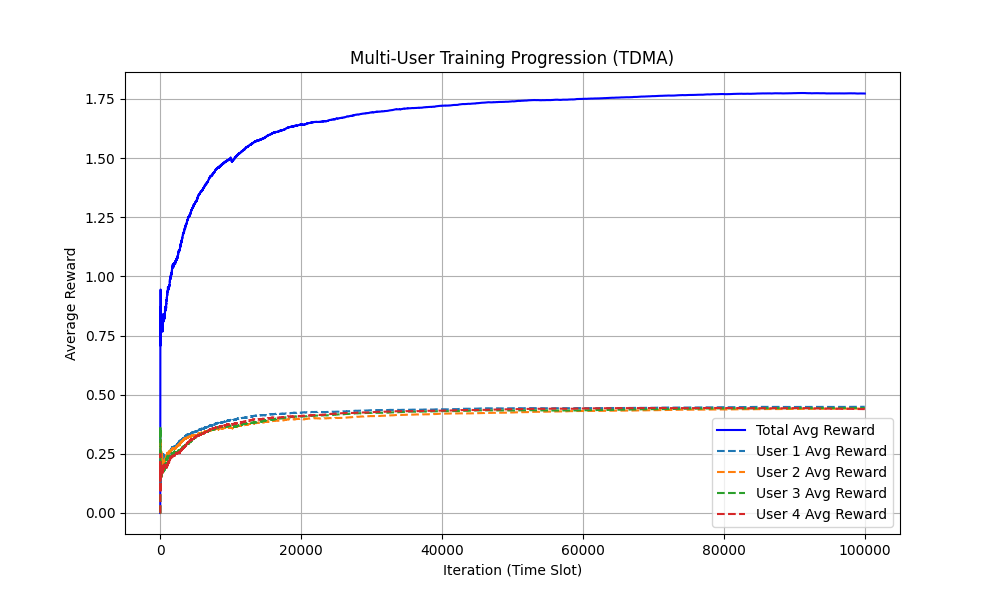 Multi-User Training Progression (TDMA)
Average Reward
1.75
1.50
1.25
1.00
0.75
0.50
0.25
0.00
Total Avg Reward
User 1 Avg Reward
User 2 Avg Reward
User 3 Avg Reward
User 4 Avg Reward
0 20000 40000 60000 80000 100000
Iteration (Time Slot)